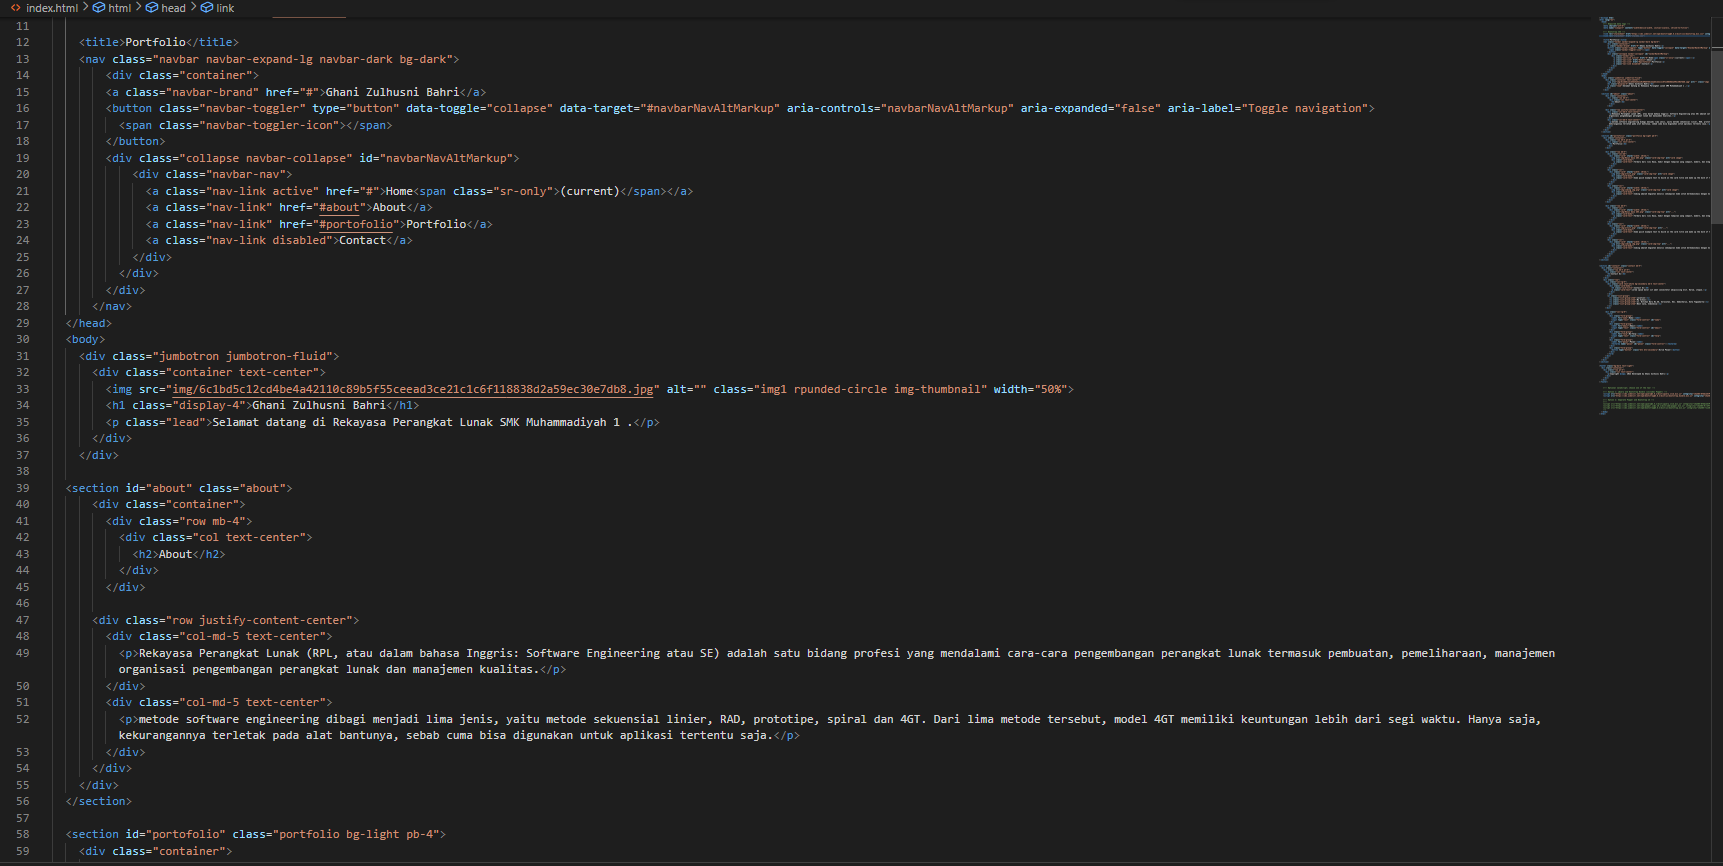 index.html > html > head > link
11
12 <title>Portfolio</title>
13 <nav class="navbar navbar-expand-lg navbar-dark bg-dark">
14 <div class="container">
15 <a class="navbar-brand" href="#">Ghani Zulhusni Bahri</a>
16 <button class="navbar-toggler" type="button" data-toggle="collapse" data-target="#navbarNavAltMarkup" aria-controls="navbarNavAltMarkup" aria-expanded="false" aria-label="Toggle navigation">
17 <span class="navbar-toggler-icon"></span>
18 </button>
19 <div class="collapse navbar-collapse" id="navbarNavAltMarkup">
20 <div class="navbar-nav">
21 <a class="nav-link active" href="#">Home<span class="sr-only">(current)</span></a>
22 <a class="nav-link" href="#about">About</a>
23 <a class="nav-link" href="#portofolio">Portfolio</a>
24 <a class="nav-link disabled">Contact</a>
25 </div>
26 </div>
27 </div>
28 </nav>
29 </head>
30 <body>
31 <div class="jumbotron jumbotron-fluid">
32 <div class="container text-center">
33 <img src="img/6c1bd5c12cd4be4a42110c89b5f55ceead3ce21c1c6f118838d2a59ec30e7db8.jpg" alt="" class="img1 rpunded-circle img-thumbnail" width="50%">
34 <h1 class="display-4">Ghani Zulhusni Bahri</h1>
35 <p class="lead">Selamat datang di Rekayasa Perangkat Lunak SMK Muhammadiyah 1 .</p>
36 </div>
37 </div>
38
39 <section id="about" class="about">
40 <div class="container">
41 <div class="row mb-4">
42 <div class="col text-center">
43 <h2>About</h2>
44 </div>
45 </div>
46
47 <div class="row justify-content-center">
48 <div class="col-md-5 text-center">
49 <p>Rekayasa Perangkat Lunak (RPL, atau dalam bahasa Inggris: Software Engineering atau SE) adalah satu bidang profesi yang mendalami cara-cara pengembangan perangkat lunak termasuk pembuatan, pemeliharaan, manajemen
organisasi pengembangan perangkat lunak dan manajemen kualitas.</p>
50 </div>
51 <div class="col-md-5 text-center">
52 <p>metode software engineering dibagi menjadi lima jenis, yaitu metode sekuensial linier, RAD, prototipe, spiral dan 4GT. Dari lima metode tersebut, model 4GT memiliki keuntungan lebih dari segi waktu. Hanya saja,
kekurangannya terletak pada alat bantunya, sebab cuma bisa digunakan untuk aplikasi tertentu saja.</p>
53 </div>
54 </div>
55 </div>
56 </section>
57
58 <section id="portofolio" class="portfolio bg-light pb-4">
59 <div class="container">